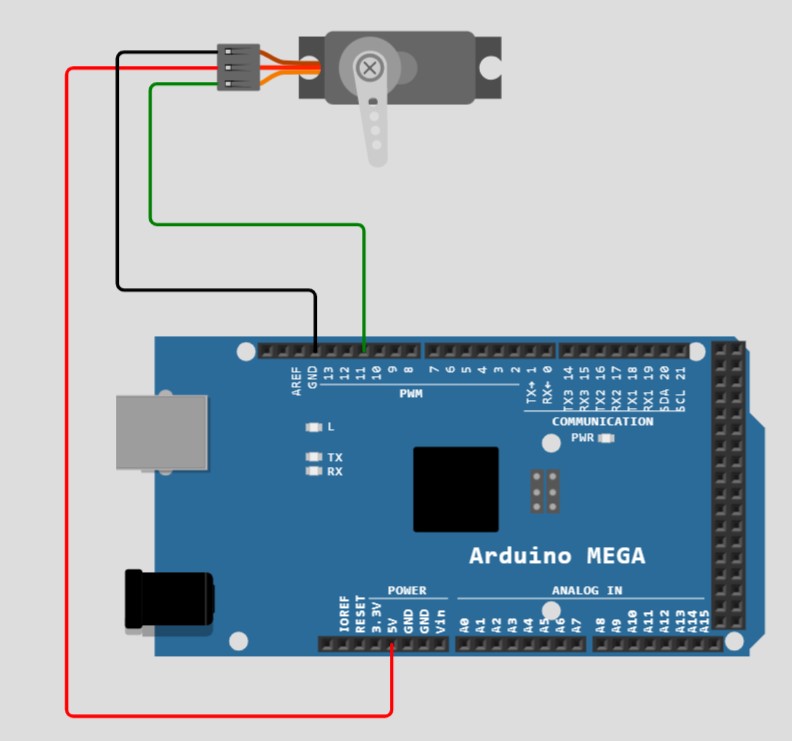 AREF
GND
13
12
11
10
9
8
7
6
5
4
3
2
TX→ 1
RX← 0
TX3 14
RX3 15
TX2 16
RX2 17
TX1 18
RX1 19
SDA 20
SCL 21
PWM
COMMUNICATION
L
PWR
TX
RX
Arduino MEGA
POWER
ANALOG IN
IOREF
RESET
3.3V
5V
GND
GND
Vin
A0
A1
A2
A3
A4
A5
A6
A7
A8
A9
A10
A11
A12
A13
A14
A15